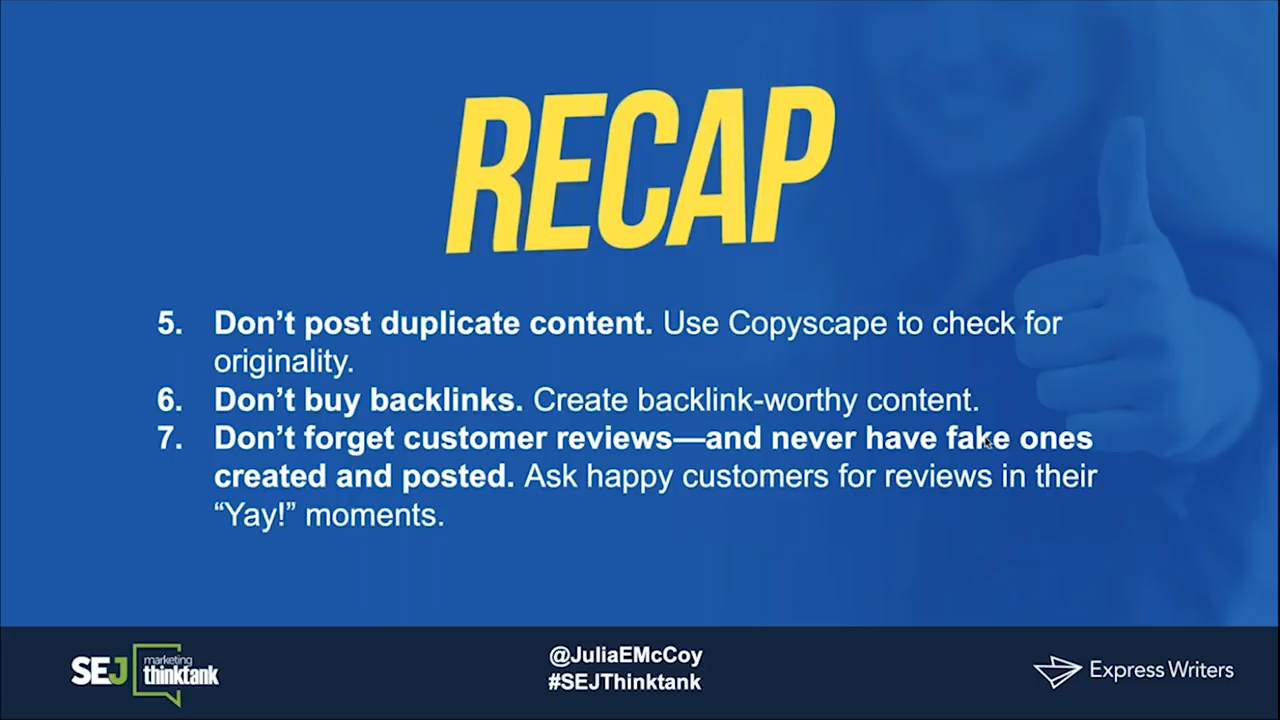 RECAP
5. Don’t post duplicate content. Use Copyscape to check for
originality.
6. Don’t buy backlinks. Create backlink-worthy content.
7. Don’t forget customer reviews—and never have fake ones
created and posted. Ask happy customers for reviews in their
“Yay!” moments.
SEJ marketing
thinktank
@JuliaEMcCoy
#SEJThinktank
Express Writers